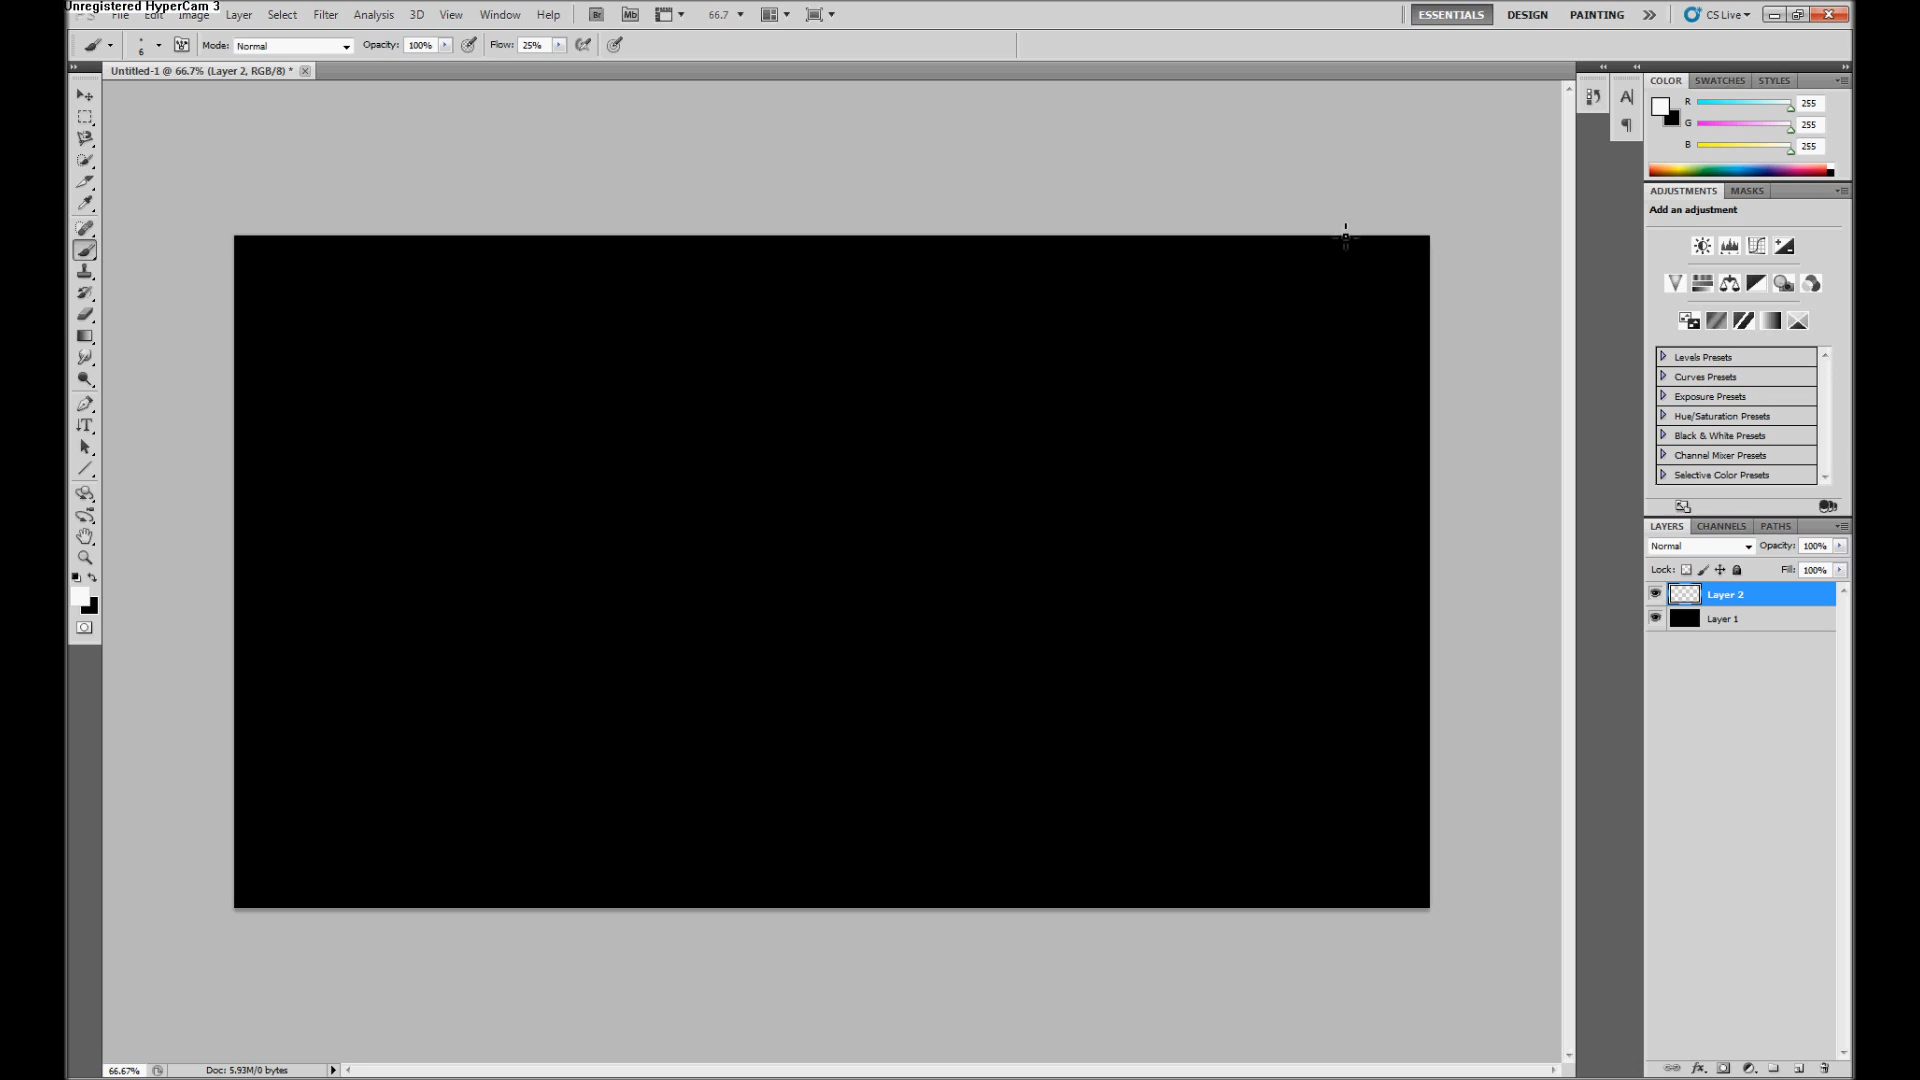 Unregistered HyperCam 3
File Edit Image Layer Select Filter Analysis 3D View Window Help Br Mb 66.7 ESSENTIALS DESIGN PAINTING CS Live
6 Mode: Normal Opacity: 100% Flow: 25%
Untitled-1 @ 66.7% (Layer 2, RGB/8) *
COLOR SWATCHES STYLES
R 255
G 255
B 255
ADJUSTMENTS MASKS
Add an adjustment
Levels Presets
Curves Presets
Exposure Presets
Hue/Saturation Presets
Black & White Presets
Channel Mixer Presets
Selective Color Presets
LAYERS CHANNELS PATHS
Normal Opacity: 100%
Lock: Fill: 100%
Layer 2
Layer 1
66.67% Doc: 5.93M/0 bytes